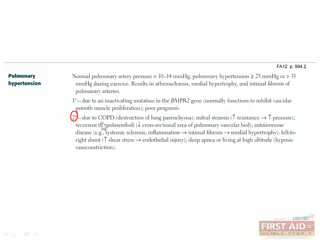 FA12, p. 584.2
Pulmonary hypertension
Normal pulmonary artery pressure = 10–14 mmHg; pulmonary hypertension ≥ 25 mmHg or > 35
mmHg during exercise. Results in atherosclerosis, medial hypertrophy, and intimal fibrosis of
pulmonary arteries.
1°—due to an inactivating mutation in the BMPR2 gene (normally functions to inhibit vascular
smooth muscle proliferation); poor prognosis.
2°—due to COPD (destruction of lung parenchyma); mitral stenosis (↑ resistance → ↑ pressure);
recurrent thromboemboli (↓ cross-sectional area of pulmonary vascular bed); autoimmune
disease (e.g., systemic sclerosis; inflammation → intimal fibrosis → medial hypertrophy); left-to-
right shunt (↑ shear stress → endothelial injury); sleep apnea or living at high altitude (hypoxic
vasoconstriction).
FIRST AID